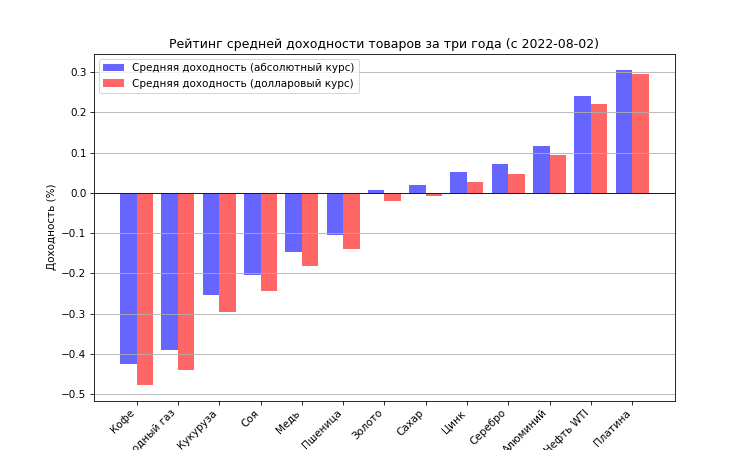 Рейтинг средней доходности товаров за три года (с 2022-08-02)
Средняя доходность (абсолютный курс)
Средняя доходность (долларовый курс)
Доходность (%)
0.3
0.2
0.1
0.0
−0.1
−0.2
−0.3
−0.4
−0.5
Кофе
одный газ
Кукуруза
Соя
Медь
Пшеница
Золото
Сахар
Цинк
Серебро
Алюминий
Нефть WTI
Платина